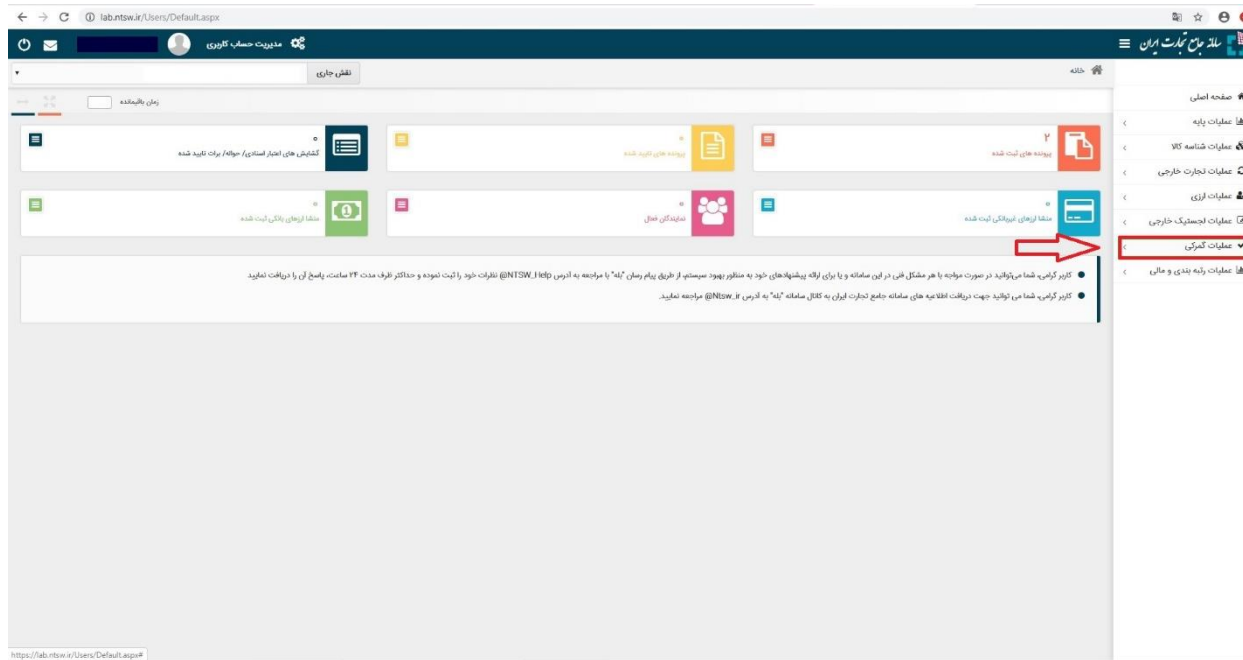 lab.ntsw.ir/Users/Default.aspx
سامانه جامع تجارت ایران
مدیریت حساب کاربری
خانه
نقش جاری
زمان باقیمانده
صفحه اصلی
عملیات پایه
عملیات شناسه کالا
عملیات تجارت خارجی
عملیات ارزی
عملیات لجستیک خارجی
عملیات گمرکی
عملیات رتبه بندی و مالی
۲
پرونده های ثبت شده
۰
پرونده های تایید شده
۰
گشایش های اعتبار اسنادی/ حواله/ برات تایید شده
۰
منشا ارزهای غیربانکی ثبت شده
۰
نمایندگان فعال
۰
منشا ارزهای بانکی ثبت شده
کاربر گرامی، شما می‌توانید در صورت مواجه با هر مشکل فنی در این سامانه و یا برای ارائه پیشنهادهای خود به منظور بهبود سیستم، از طریق پیام رسان "بله" با مراجعه به آدرس NTSW_Help@ نظرات خود را ثبت نموده و حداکثر ظرف مدت ۲۴ ساعت، پاسخ آن را دریافت نمایید.
کاربر گرامی، شما می توانید جهت دریافت اطلاعیه های سامانه جامع تجارت ایران به کانال سامانه "بله" به آدرس Ntsw_ir@ مراجعه نمایید.
https://lab.ntsw.ir/Users/Default.aspx#